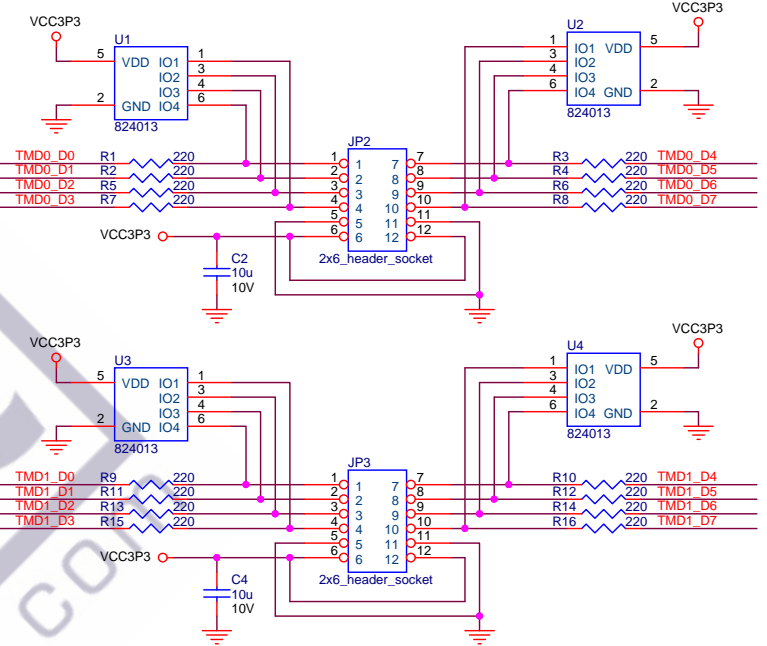 VCC3P3
U1
5 VDD IO1 1
IO2 3
IO3 4
2 GND IO4 6
824013
VCC3P3
U2
1 IO1 VDD 5
3 IO2
4 IO3
6 IO4 GND 2
824013
JP2
TMD0_D0 R1 220 1 1 7 7 R3 220 TMD0_D4
TMD0_D1 R2 220 2 2 8 8 R4 220 TMD0_D5
TMD0_D2 R5 220 3 3 9 9 R6 220 TMD0_D6
TMD0_D3 R7 220 4 4 10 10 R8 220 TMD0_D7
5 5 11 11
VCC3P3 6 6 12 12
C2 2x6_header_socket
10u
10V
VCC3P3
U3
5 VDD IO1 1
IO2 3
IO3 4
2 GND IO4 6
824013
VCC3P3
U4
1 IO1 VDD 5
3 IO2
4 IO3
6 IO4 GND 2
824013
JP3
TMD1_D0 R9 220 1 1 7 7 R10 220 TMD1_D4
TMD1_D1 R11 220 2 2 8 8 R12 220 TMD1_D5
TMD1_D2 R13 220 3 3 9 9 R14 220 TMD1_D6
TMD1_D3 R15 220 4 4 10 10 R16 220 TMD1_D7
5 5 11 11
VCC3P3 6 6 12 12
C4 2x6_header_socket
10u
10V
com